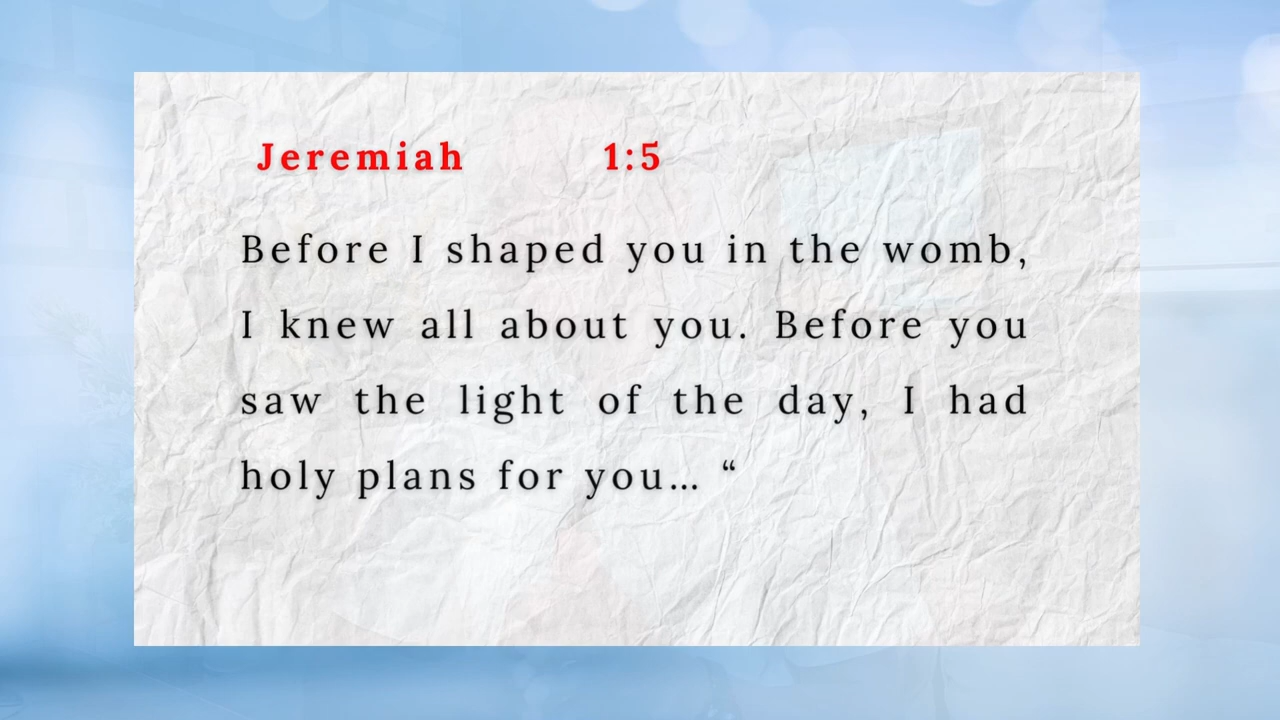 Jeremiah 1:5
Before I shaped you in the womb,
I knew all about you. Before you
saw the light of the day, I had
holy plans for you... “